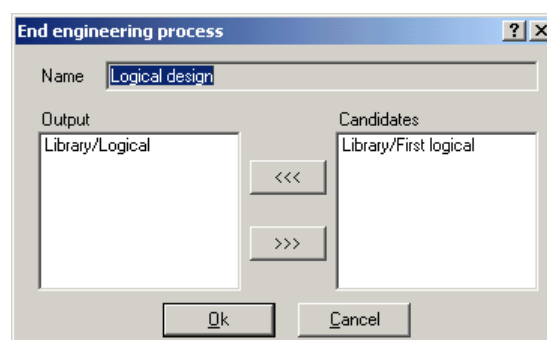 End engineering process
Name Logical design
Output Candidates
Library/Logical Library/First logical
<<<
>>>
Ok Cancel